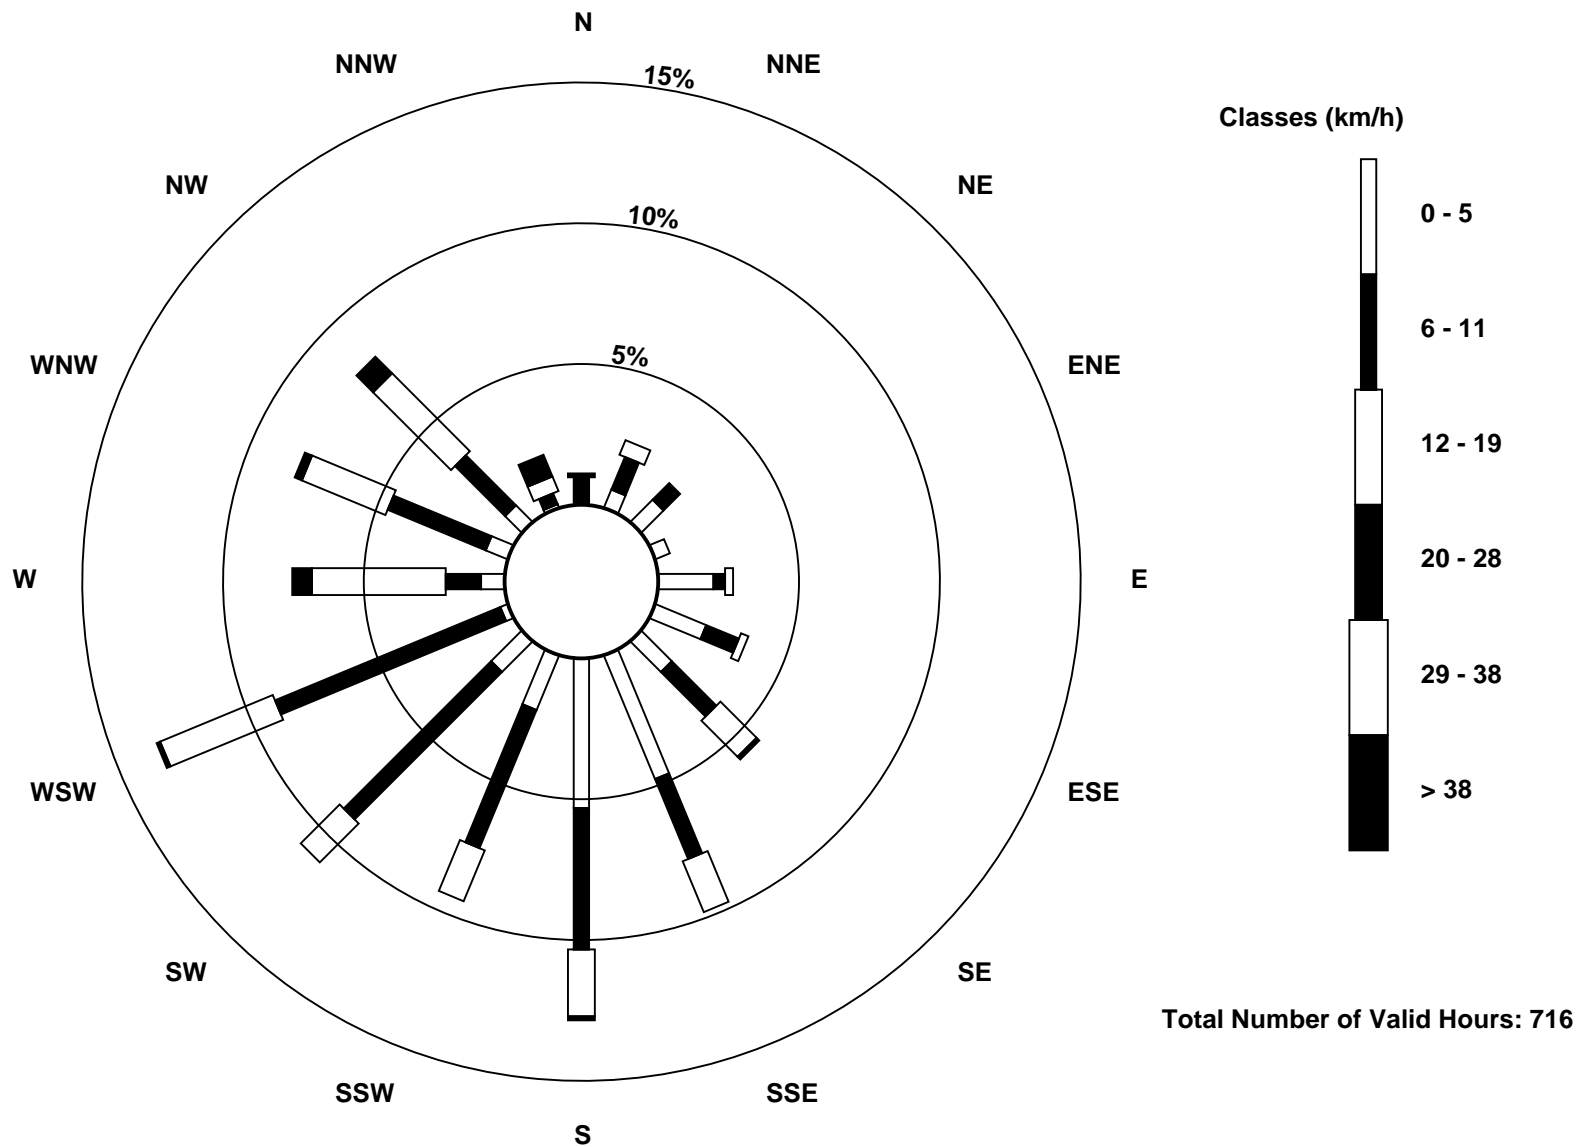 N
NNW
NNE
15%
Classes (km/h)
NW
NE
0 - 5
10%
6 - 11
5%
WNW
ENE
12 - 19
20 - 28
W
E
29 - 38
WSW
ESE
> 38
SW
SE
Total Number of Valid Hours: 716
SSW
SSE
S